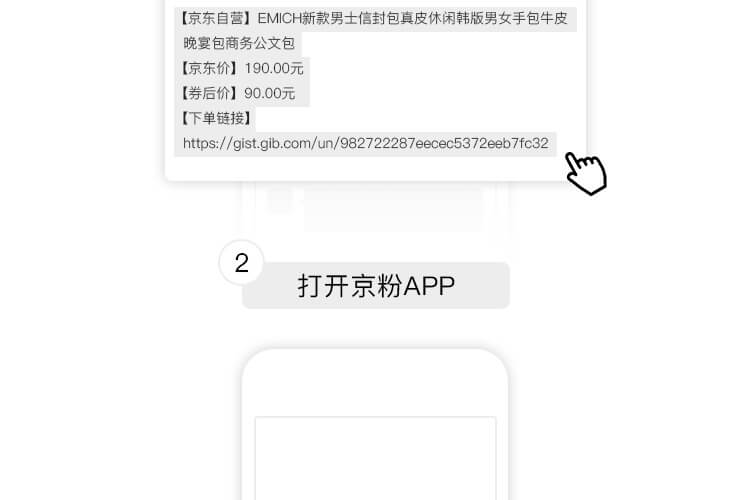 【京东自营】EMICH新款男士信封包真皮休闲韩版男女手包牛皮
晚宴包商务公文包
【京东价】190.00元
【券后价】90.00元
【下单链接】
https://gist.gib.com/un/982722287eecec5372eeb7fc32
2
打开京粉APP